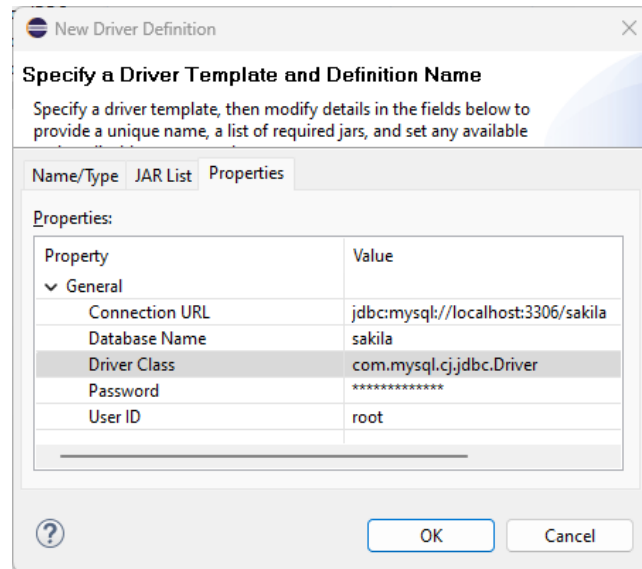 New Driver Definition
Specify a Driver Template and Definition Name
Specify a driver template, then modify details in the fields below to
provide a unique name, a list of required jars, and set any available
Name/Type JAR List Properties
Properties:
Property Value
General
Connection URL jdbc:mysql://localhost:3306/sakila
Database Name sakila
Driver Class com.mysql.cj.jdbc.Driver
Password *************
User ID root
OK Cancel